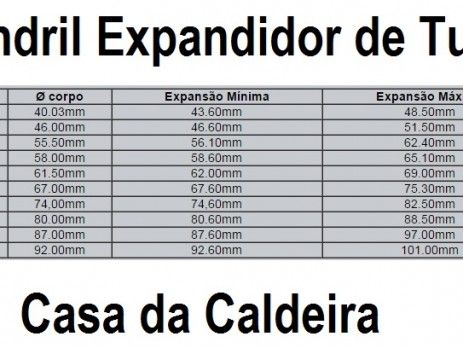 ndril Expandidor de Tu
Ø corpo Expansão Mínima Expansão Máx
40.03mm 43.60mm 48.50mm
46.00mm 46.60mm 51.50mm
55.50mm 56.10mm 62.40mm
58.00mm 58.60mm 65.10mm
61.50mm 62.00mm 69.00mm
67.00mm 67.60mm 75.30mm
74,00mm 74,60mm 82.50mm
80.00mm 80.60mm 88.50mm
87.00mm 87.60mm 97.00mm
92.00mm 92.60mm 101.00mm
Casa da Caldeira